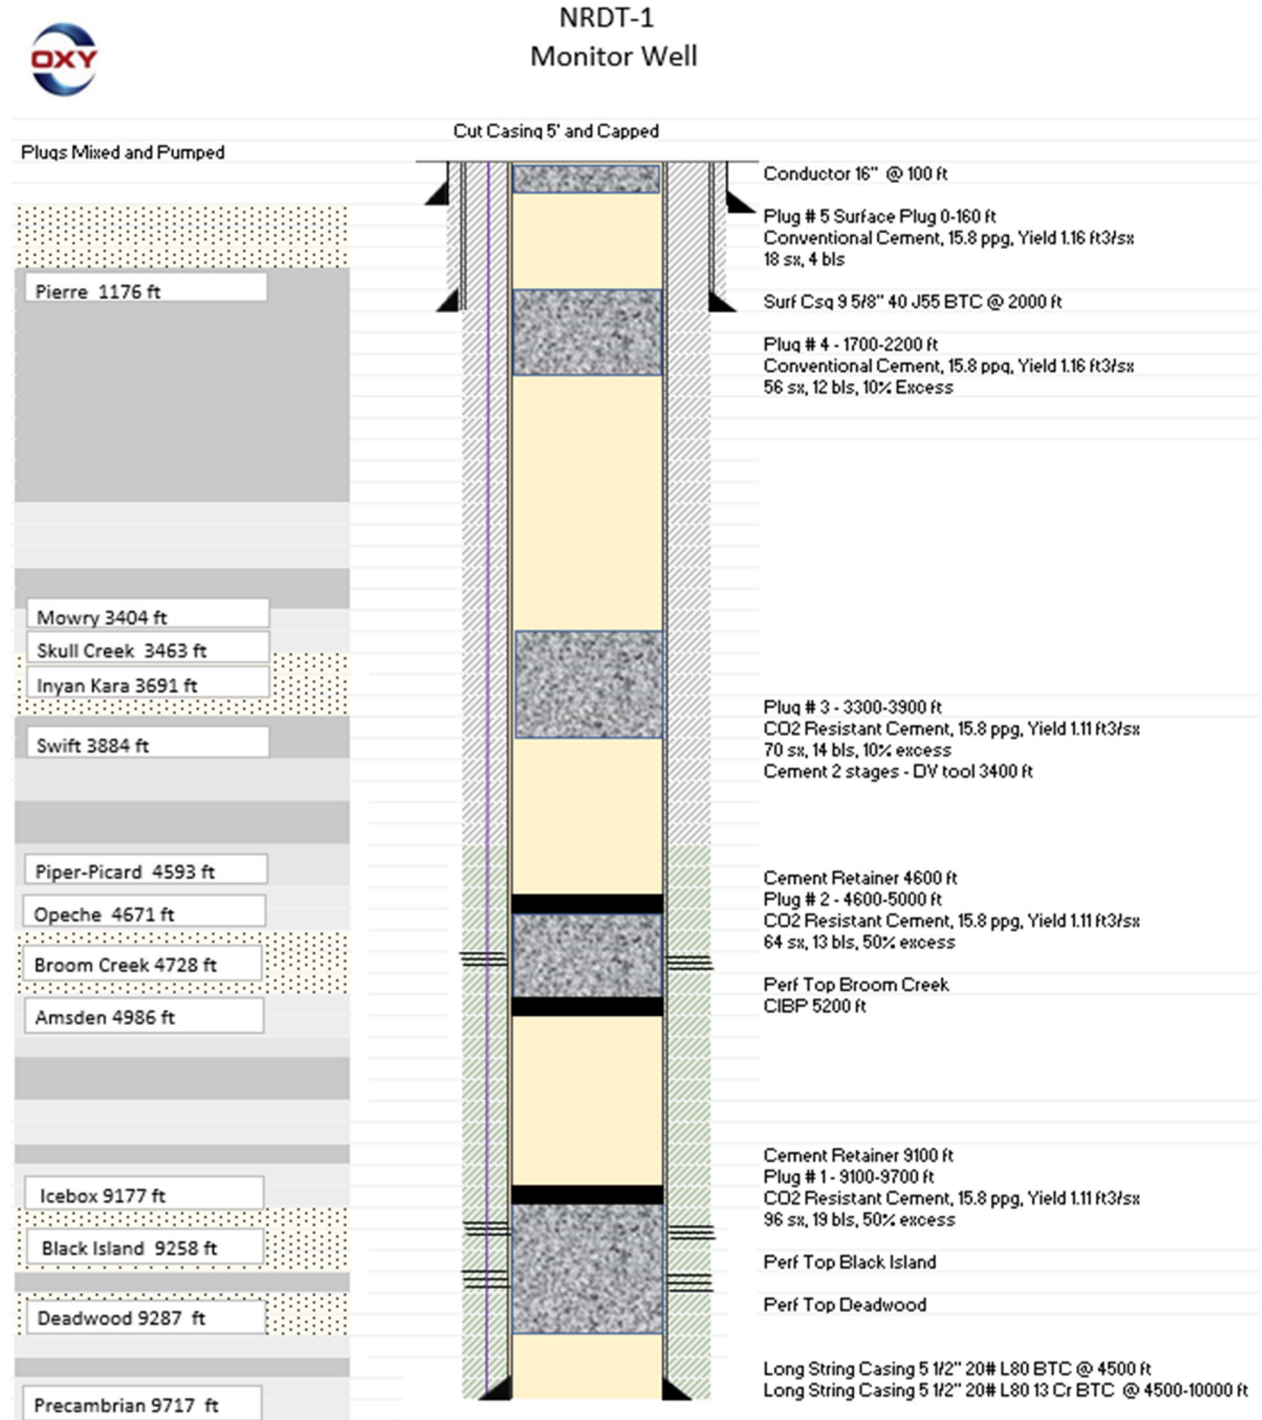 NRDT-1
Monitor Well
OXY
Cut Casing 5' and Capped
Plugs Mixed and Pumped
Conductor 16" @ 100 ft
Plug # 5 Surface Plug 0-160 ft
Conventional Cement, 15.8 ppg, Yield 1.16 ft3/sx
18 sx, 4 bls
Pierre 1176 ft
Surf Csg 9 5/8" 40 J55 BTC @ 2000 ft
Plug # 4 - 1700-2200 ft
Conventional Cement, 15.8 ppg, Yield 1.16 ft3/sx
56 sx, 12 bls, 10% Excess
Mowry 3404 ft
Skull Creek 3463 ft
Inyan Kara 3691 ft
Swift 3884 ft
Plug # 3 - 3300-3900 ft
CO2 Resistant Cement, 15.8 ppg, Yield 1.11 ft3/sx
70 sx, 14 bls, 10% excess
Cement 2 stages - DV tool 3400 ft
Piper-Picard 4593 ft
Opeche 4671 ft
Broom Creek 4728 ft
Amsden 4986 ft
Cement Retainer 4600 ft
Plug # 2 - 4600-5000 ft
CO2 Resistant Cement, 15.8 ppg, Yield 1.11 ft3/sx
64 sx, 13 bls, 50% excess
Perf Top Broom Creek
CIBP 5200 ft
Cement Retainer 9100 ft
Plug # 1 - 9100-9700 ft
CO2 Resistant Cement, 15.8 ppg, Yield 1.11 ft3/sx
96 sx, 19 bls, 50% excess
Icebox 9177 ft
Black Island 9258 ft
Deadwood 9287 ft
Precambrian 9717 ft
Perf Top Black Island
Perf Top Deadwood
Long String Casing 5 1/2" 20# L80 BTC @ 4500 ft
Long String Casing 5 1/2" 20# L80 13 Cr BTC @ 4500-10000 ft